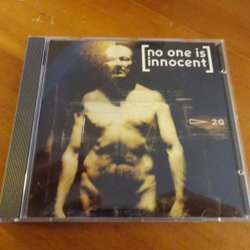 [no one is
innocent]
2G